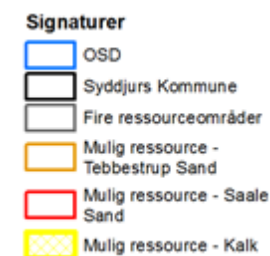 Signaturer
OSD
Syddjurs Kommune
Fire ressourceområder
Mulig ressource -
Tebbestrup Sand
Mulig ressource - Saale
Sand
Mulig ressource - Kalk